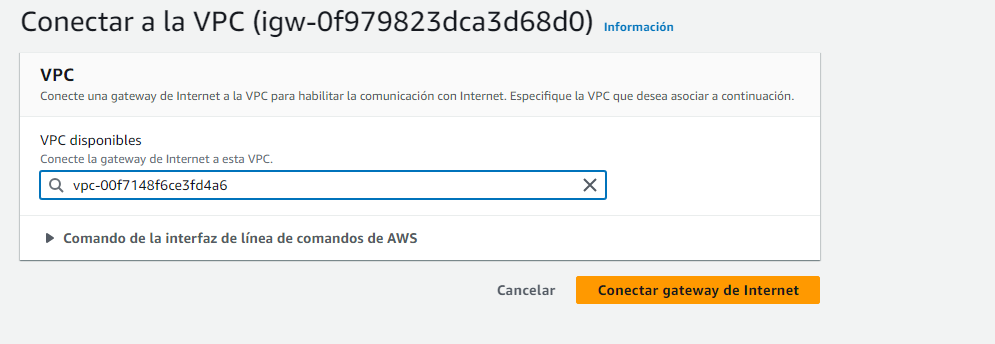 Conectar a la VPC (igw-0f979823dca3d68d0) Información
VPC
Conecte una gateway de Internet a la VPC para habilitar la comunicación con Internet. Especifique la VPC que desea asociar a continuación.
VPC disponibles
Conecte la gateway de Internet a esta VPC.
vpc-00f7148f6ce3fd4a6
Comando de la interfaz de línea de comandos de AWS
Cancelar Conectar gateway de Internet